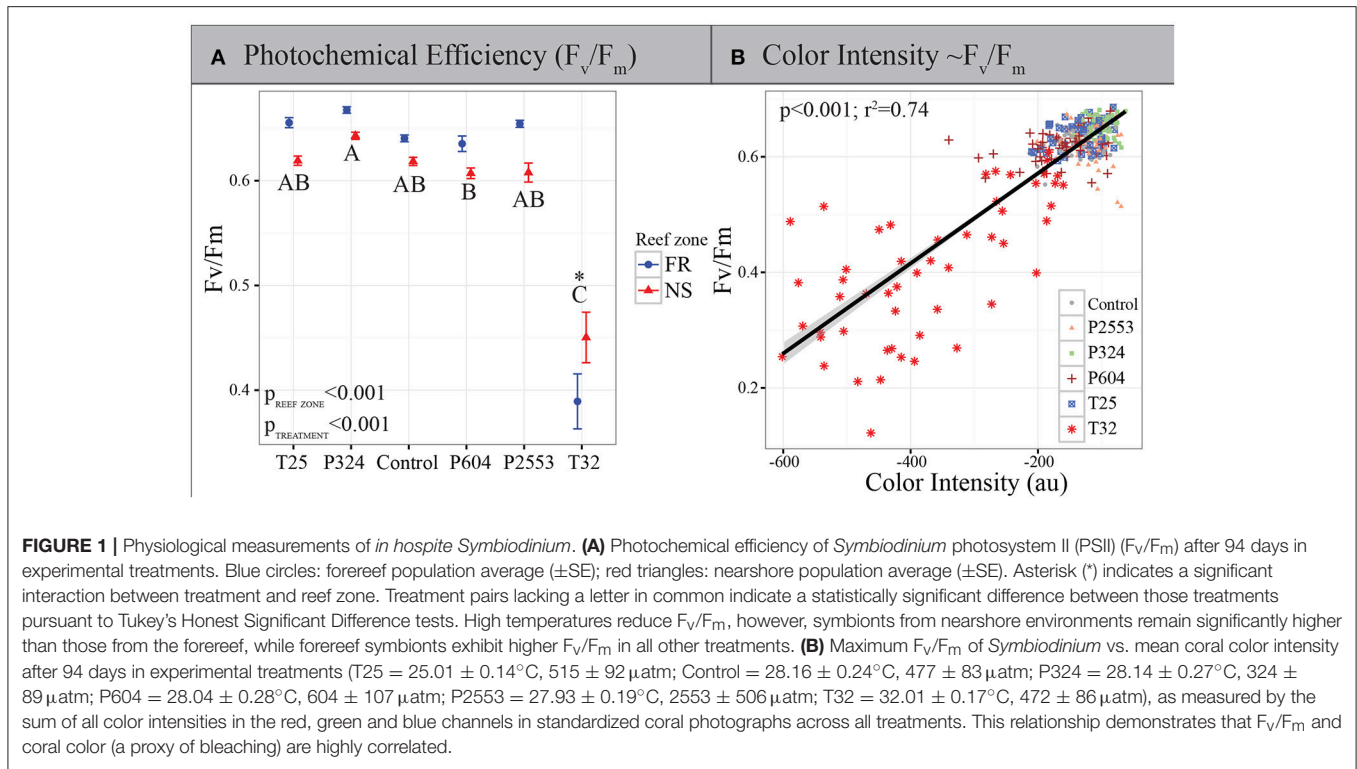 A Photochemical Efficiency (Fv/Fm)
B Color Intensity ~Fv/Fm
Fv/Fm
0.6
0.5
0.4
A
AB
AB
B
AB
*
C
pREEF ZONE<0.001
pTREATMENT<0.001
T25 P324 Control P604 P2553 T32
Reef zone
FR
NS
p<0.001; r²=0.74
Fv/Fm
0.6
0.4
0.2
Control
P2553
P324
P604
T25
T32
-600 -400 -200
Color Intensity (au)
FIGURE 1 | Physiological measurements of in hospite Symbiodinium. (A) Photochemical efficiency of Symbiodinium photosystem II (PSII) (Fv/Fm) after 94 days in
experimental treatments. Blue circles: forereef population average (±SE); red triangles: nearshore population average (±SE). Asterisk (*) indicates a significant
interaction between treatment and reef zone. Treatment pairs lacking a letter in common indicate a statistically significant difference between those treatments
pursuant to Tukey's Honest Significant Difference tests. High temperatures reduce Fv/Fm, however, symbionts from nearshore environments remain significantly higher
than those from the forereef, while forereef symbionts exhibit higher Fv/Fm in all other treatments. (B) Maximum Fv/Fm of Symbiodinium vs. mean coral color intensity
after 94 days in experimental treatments (T25 = 25.01 ± 0.14°C, 515 ± 92 µatm; Control = 28.16 ± 0.24°C, 477 ± 83 µatm; P324 = 28.14 ± 0.27°C, 324 ±
89 µatm; P604 = 28.04 ± 0.28°C, 604 ± 107 µatm; P2553 = 27.93 ± 0.19°C, 2553 ± 506 µatm; T32 = 32.01 ± 0.17°C, 472 ± 86 µatm), as measured by the
sum of all color intensities in the red, green and blue channels in standardized coral photographs across all treatments. This relationship demonstrates that Fv/Fm and
coral color (a proxy of bleaching) are highly correlated.